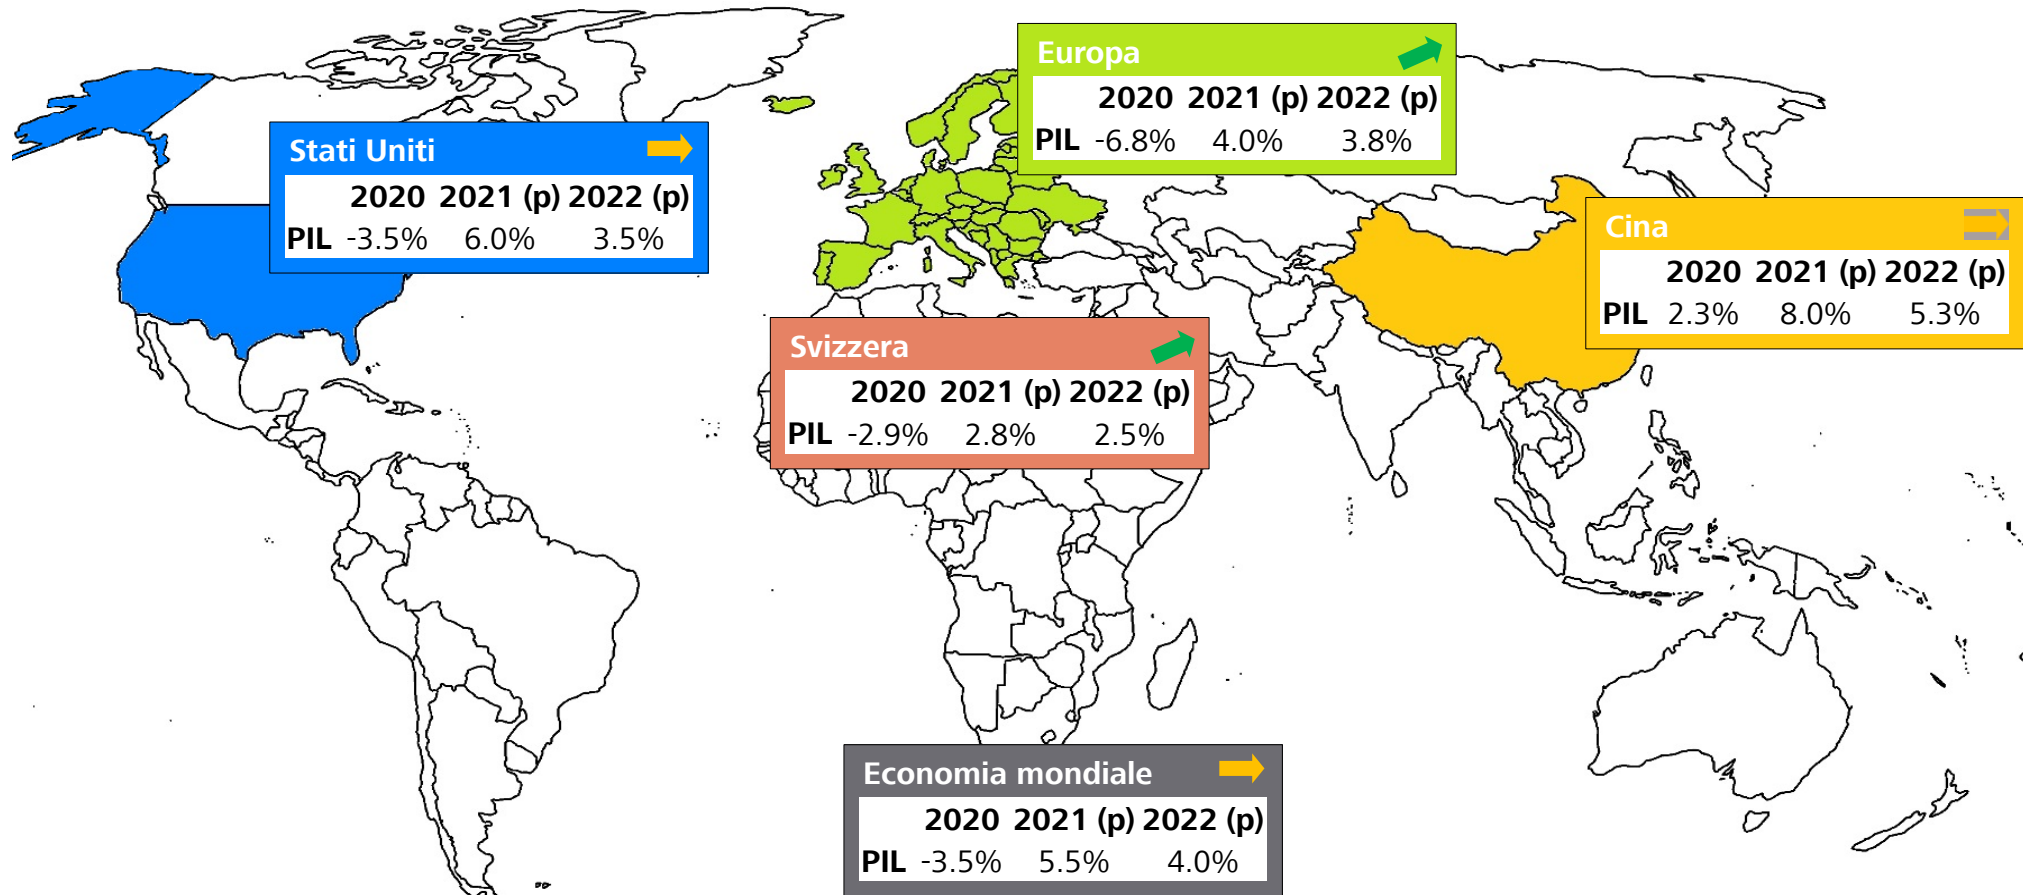 Europa
2020 2021 (p) 2022 (p)
PIL -6.8% 4.0% 3.8%
Stati Uniti
2020 2021 (p) 2022 (p)
PIL -3.5% 6.0% 3.5%
Cina
2020 2021 (p) 2022 (p)
PIL 2.3% 8.0% 5.3%
Svizzera
2020 2021 (p) 2022 (p)
PIL -2.9% 2.8% 2.5%
Economia mondiale
2020 2021 (p) 2022 (p)
PIL -3.5% 5.5% 4.0%